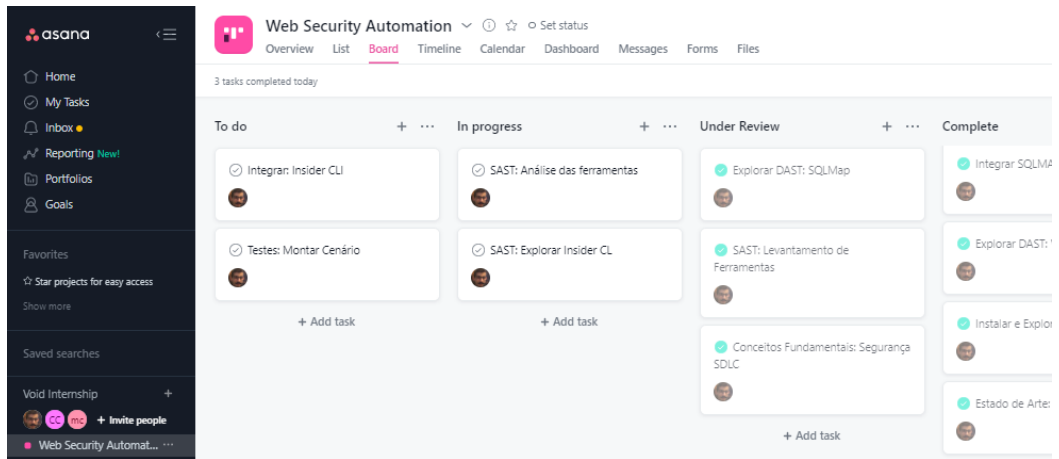 asana
Home
My Tasks
Inbox
Reporting New!
Portfolios
Goals
Favorites
Star projects for easy access
Show more
Saved searches
Void Internship +
CC mc + Invite people
Web Security Automat... ...
Web Security Automation Set status
Overview List Board Timeline Calendar Dashboard Messages Forms Files
3 tasks completed today
To do + ...
Integrar: Insider CLI
Testes: Montar Cenário
+ Add task
In progress + ...
SAST: Análise das ferramentas
SAST: Explorar Insider CL
+ Add task
Under Review + ...
Explorar DAST: SQLMap
SAST: Levantamento de
Ferramentas
Conceitos Fundamentais: Segurança
SDLC
+ Add task
Complete
Integrar SQLMA
Explorar DAST:
Instalar e Explor
Estado de Arte: